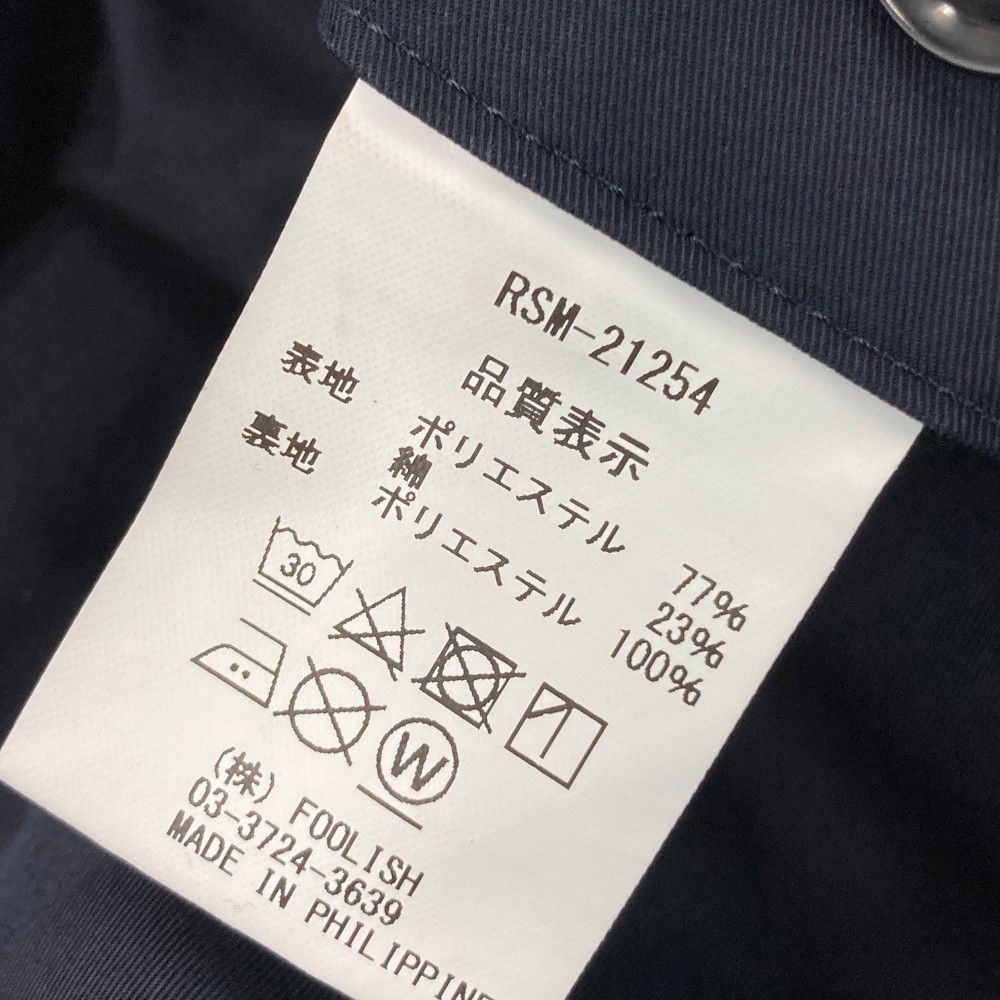 RSM-21254
品質表示
表地 ポリエステル 77%
綿 23%
裏地 ポリエステル 100%
30
W
(株) FOOLISH
03-3724-3639
MADE IN PHILIPPINE